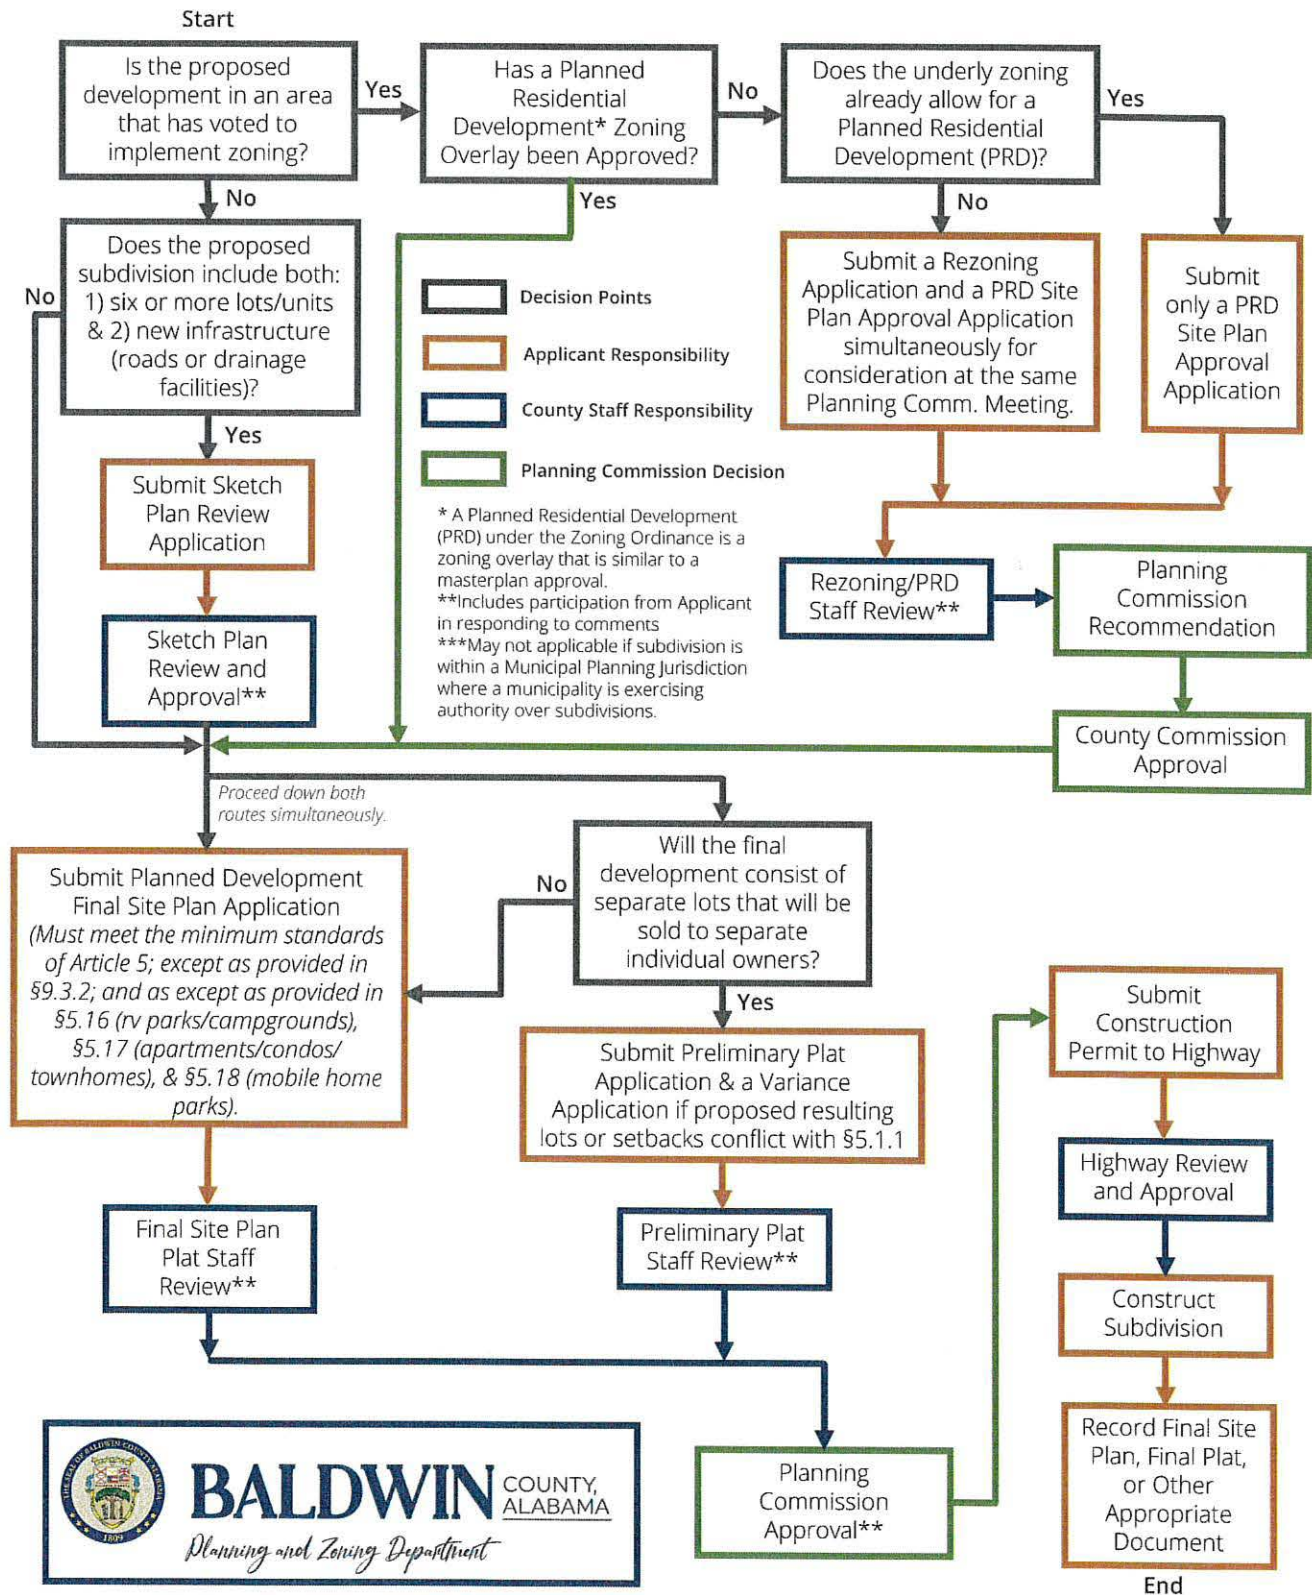 Start
Is the proposed
development in an area
that has voted to
implement zoning?
Yes
Has a Planned
Residential
Development* Zoning
Overlay been Approved?
No
Does the underly zoning
already allow for a
Planned Residential
Development (PRD)?
Yes
No
Yes
No
Does the proposed
subdivision include both:
1) six or more lots/units
& 2) new infrastructure
(roads or drainage
facilities)?
No
Yes
Decision Points
Applicant Responsibility
County Staff Responsibility
Planning Commission Decision
Submit a Rezoning
Application and a PRD Site
Plan Approval Application
simultaneously for
consideration at the same
Planning Comm. Meeting.
Submit
only a PRD
Site Plan
Approval
Application
Submit Sketch
Plan Review
Application
* A Planned Residential Development
(PRD) under the Zoning Ordinance is a
zoning overlay that is similar to a
masterplan approval.
**Includes participation from Applicant
in responding to comments
***May not applicable if subdivision is
within a Municipal Planning Jurisdiction
where a municipality is exercising
authority over subdivisions.
Rezoning/PRD
Staff Review**
Planning
Commission
Recommendation
Sketch Plan
Review and
Approval**
County Commission
Approval
Proceed down both
routes simultaneously.
Will the final
development consist of
separate lots that will be
sold to separate
individual owners?
No
Yes
Submit Planned Development
Final Site Plan Application
(Must meet the minimum standards
of Article 5; except as provided in
§9.3.2; and as except as provided in
§5.16 (rv parks/campgrounds),
§5.17 (apartments/condos/
townhomes), & §5.18 (mobile home
parks).
Submit Preliminary Plat
Application & a Variance
Application if proposed resulting
lots or setbacks conflict with §5.1.1
Submit
Construction
Permit to Highway
Highway Review
and Approval
Final Site Plan
Plat Staff
Review**
Preliminary Plat
Staff Review**
Construct
Subdivision
Planning
Commission
Approval**
Record Final Site
Plan, Final Plat,
or Other
Appropriate
Document
End
THE SEAL OF BALDWIN COUNTY, ALABAMA
1809
BALDWIN
COUNTY,
ALABAMA
Planning and Zoning Department